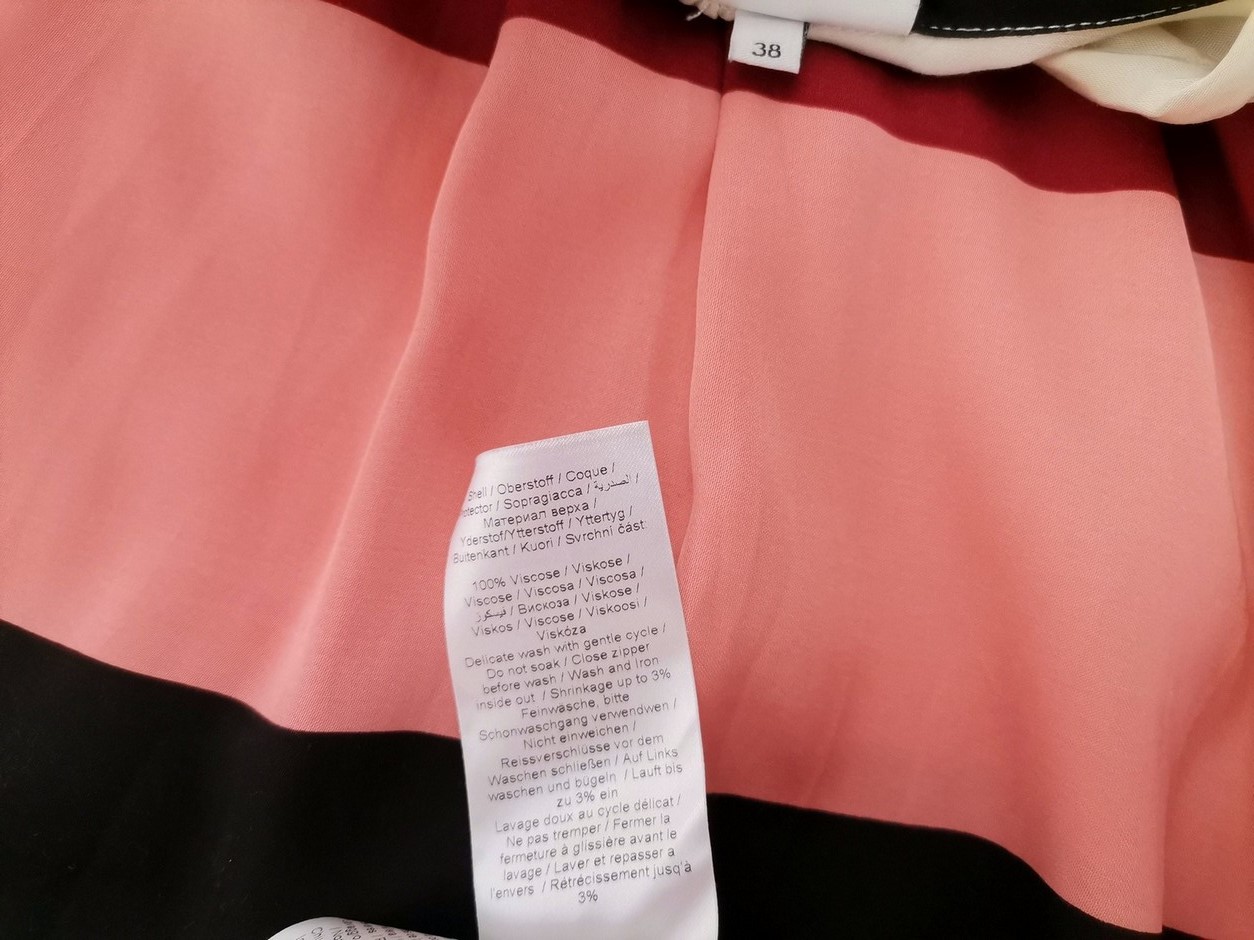 38
Shell / Oberstoff / Coque /
otector / Sopragiacca / الصدرية /
Материал верха /
Yderstof/Ytterstoff / Yttertyg /
Buitenkant / Kuori / Svrchní část:
100% Viscose / Viskose /
Viscose / Viscosa / Viscosa /
فيسكوز / Вискоза / Viskose /
Viskos / Viscose / Viskoosi /
Viskóza
Delicate wash with gentle cycle /
Do not soak / Close zipper
before wash / Wash and Iron
inside out / Shrinkage up to 3%
Feinwäsche, bitte
Schonwaschgang verwendwen /
Nicht einweichen /
Reissverschlüsse vor dem
Waschen schließen / Auf Links
waschen und bügeln / Lauft bis
zu 3% ein
Lavage doux au cycle délicat /
Ne pas tremper / Fermer la
fermeture à glissière avant le
lavage / Laver et repasser a
l'envers / Rétrécissement jusq'à
3%